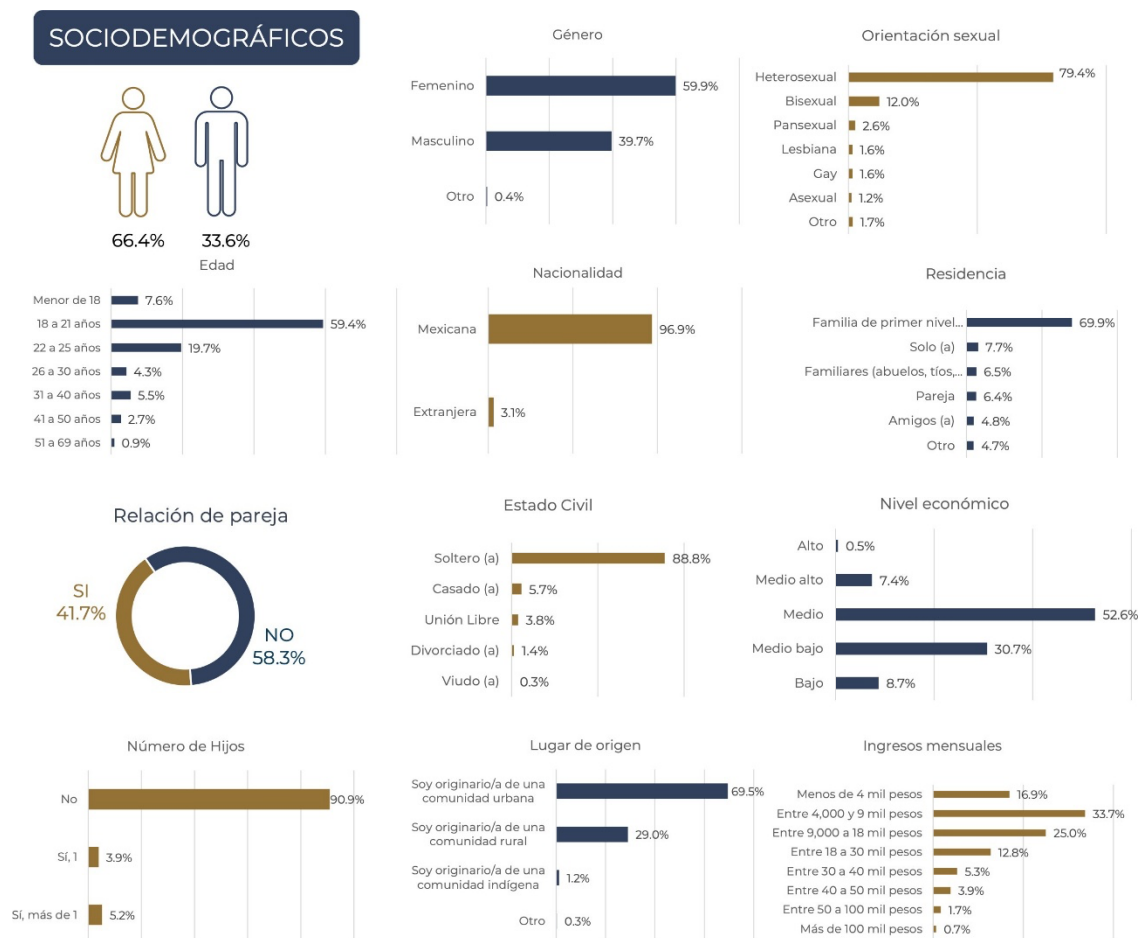 SOCIODEMOGRÁFICOS
66.4%
33.6%
Género
Femenino
59.9%
Masculino
39.7%
Otro
0.4%
Orientación sexual
Heterosexual
79.4%
Bisexual
12.0%
Pansexual
2.6%
Lesbiana
1.6%
Gay
1.6%
Asexual
1.2%
Otro
1.7%
Edad
Menor de 18
7.6%
18 a 21 años
59.4%
22 a 25 años
19.7%
26 a 30 años
4.3%
31 a 40 años
5.5%
41 a 50 años
2.7%
51 a 69 años
0.9%
Nacionalidad
Mexicana
96.9%
Extranjera
3.1%
Residencia
Familia de primer nivel...
69.9%
Solo (a)
7.7%
Familiares (abuelos, tíos,...
6.5%
Pareja
6.4%
Amigos (a)
4.8%
Otro
4.7%
Relación de pareja
SI
41.7%
NO
58.3%
Estado Civil
Soltero (a)
88.8%
Casado (a)
5.7%
Unión Libre
3.8%
Divorciado (a)
1.4%
Viudo (a)
0.3%
Nivel económico
Alto
0.5%
Medio alto
7.4%
Medio
52.6%
Medio bajo
30.7%
Bajo
8.7%
Número de Hijos
No
90.9%
Sí, 1
3.9%
Sí, más de 1
5.2%
Lugar de origen
Soy originario/a de una
comunidad urbana
69.5%
Soy originario/a de una
comunidad rural
29.0%
Soy originario/a de una
comunidad indígena
1.2%
Otro
0.3%
Ingresos mensuales
Menos de 4 mil pesos
16.9%
Entre 4,000 y 9 mil pesos
33.7%
Entre 9,000 a 18 mil pesos
25.0%
Entre 18 a 30 mil pesos
12.8%
Entre 30 a 40 mil pesos
5.3%
Entre 40 a 50 mil pesos
3.9%
Entre 50 a 100 mil pesos
1.7%
Más de 100 mil pesos
0.7%